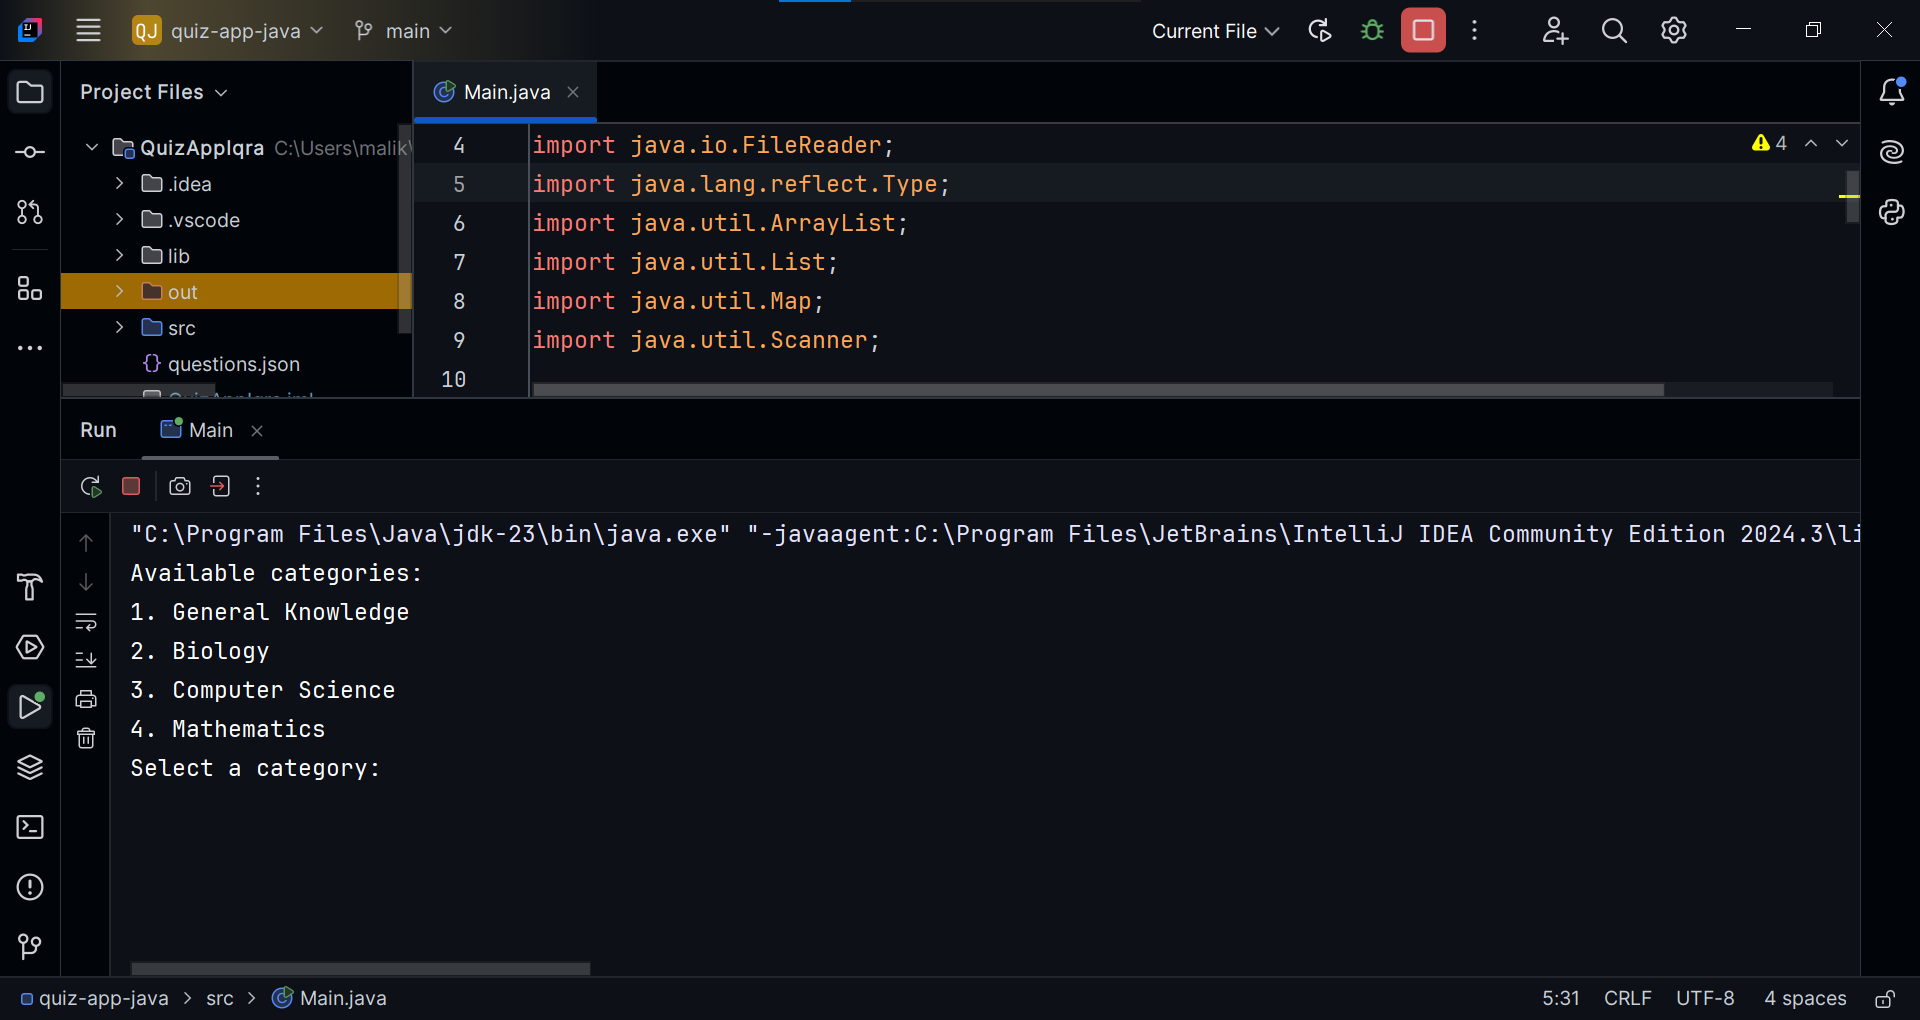 QJ quiz-app-java main Current File
Project Files
Main.java
QuizAppIqra C:\Users\malik\
.idea
.vscode
lib
out
src
questions.json
4 import java.io.FileReader;
5 import java.lang.reflect.Type;
6 import java.util.ArrayList;
7 import java.util.List;
8 import java.util.Map;
9 import java.util.Scanner;
10
4
Run Main
"C:\Program Files\Java\jdk-23\bin\java.exe" "-javaagent:C:\Program Files\JetBrains\IntelliJ IDEA Community Edition 2024.3\li
Available categories:
1. General Knowledge
2. Biology
3. Computer Science
4. Mathematics
Select a category:
quiz-app-java > src > Main.java
5:31 CRLF UTF-8 4 spaces